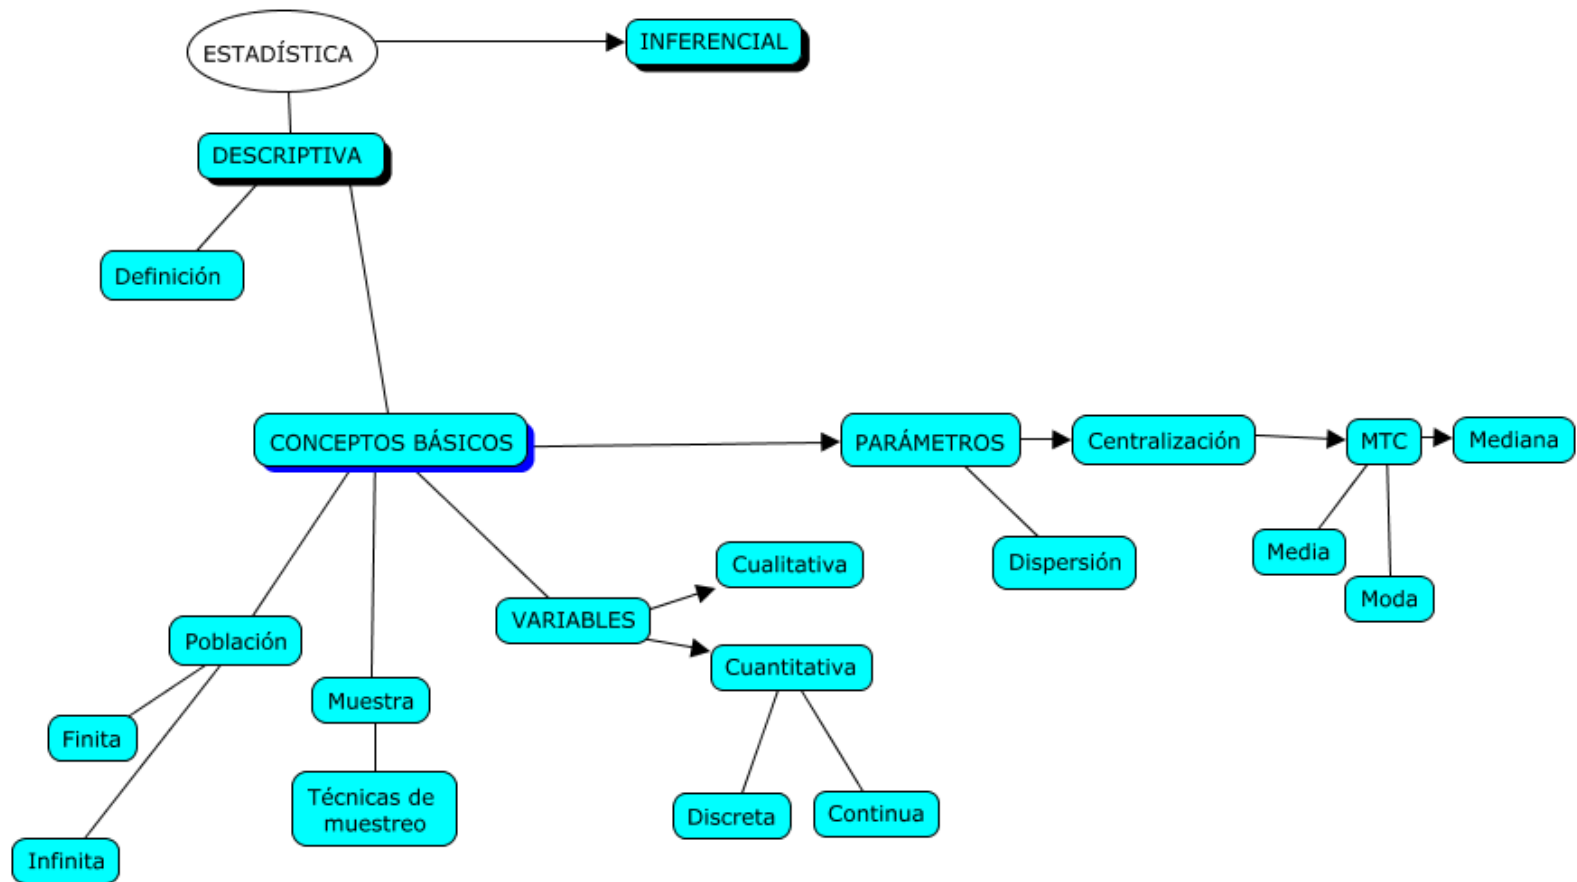 ESTADÍSTICA
INFERENCIAL
DESCRIPTIVA
Definición
CONCEPTOS BÁSICOS
PARÁMETROS
Centralización
MTC
Mediana
Media
Moda
Dispersión
Cualitativa
VARIABLES
Cuantitativa
Discreta
Continua
Población
Finita
Infinita
Muestra
Técnicas de
muestreo